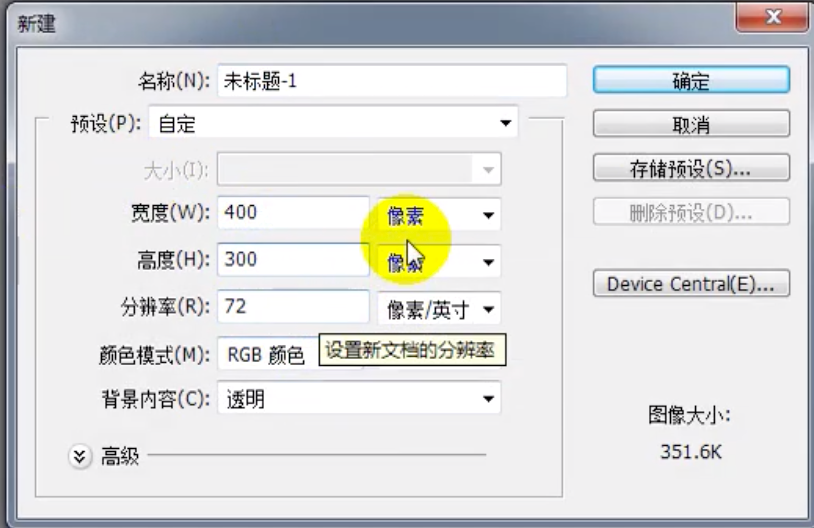 新建
名称(N): 未标题-1
确定
预设(P): 自定
取消
大小(I):
存储预设(S)...
宽度(W): 400 像素
删除预设(D)...
高度(H): 300 像素
Device Central(E)...
分辨率(R): 72 像素/英寸
设置新文档的分辨率
颜色模式(M): RGB 颜色
背景内容(C): 透明
图像大小:
351.6K
高级